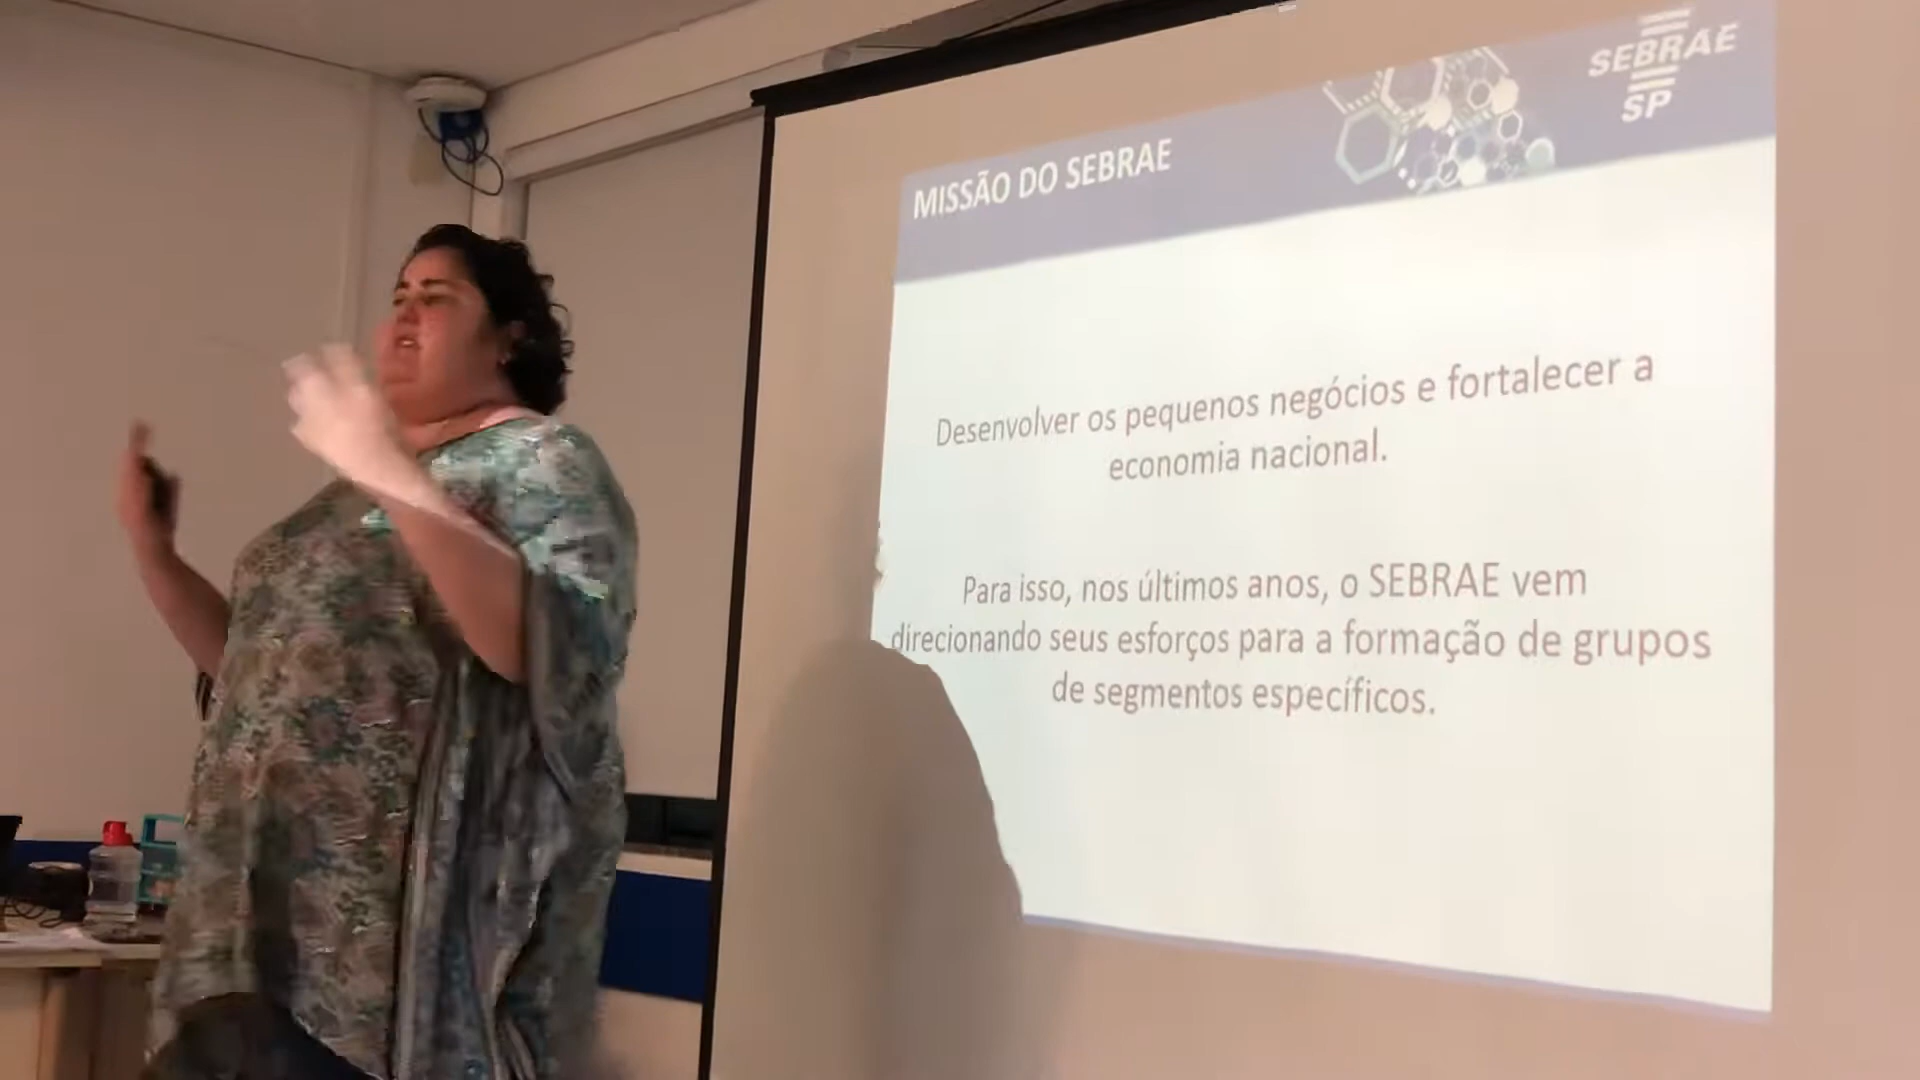 SEBRAE
SP
MISSÃO DO SEBRAE
Desenvolver os pequenos negócios e fortalecer a
economia nacional.
Para isso, nos últimos anos, o SEBRAE vem
direcionando seus esforços para a formação de grupos
de segmentos específicos.